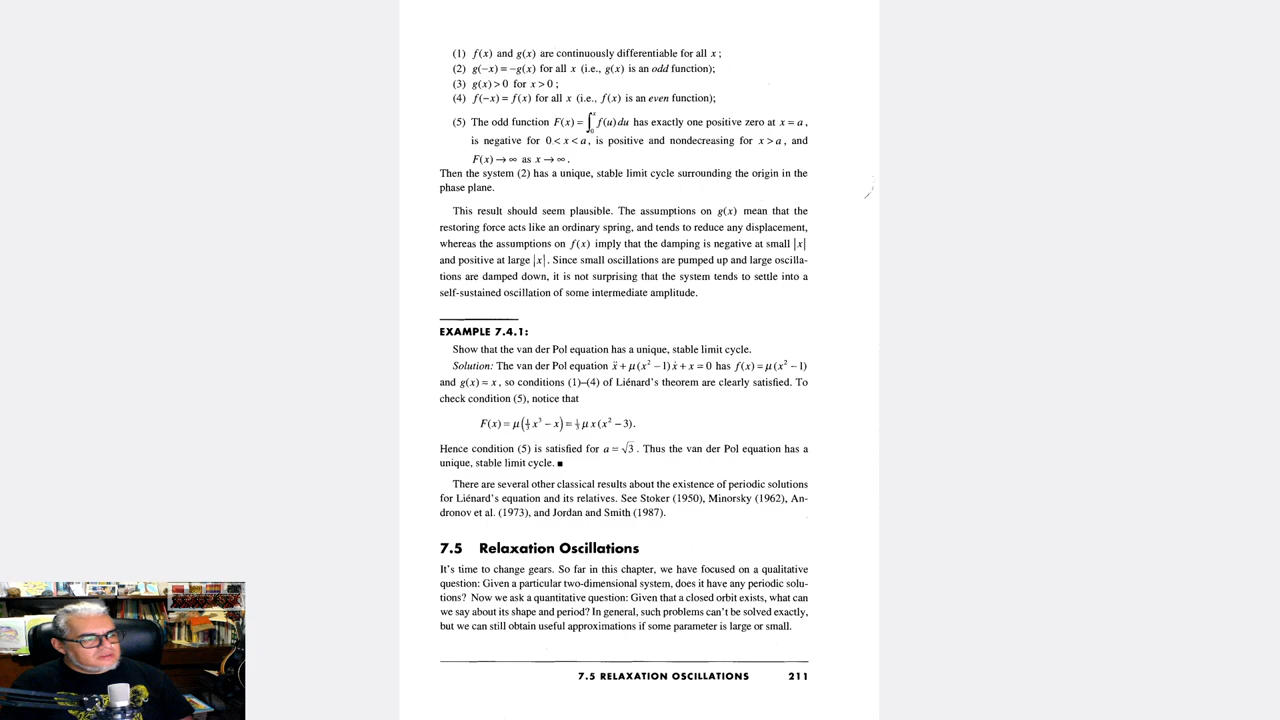 (1) f(x) and g(x) are continuously differentiable for all x ;
(2) g(−x) = −g(x) for all x (i.e., g(x) is an odd function);
(3) g(x) > 0 for x > 0 ;
(4) f(−x) = f(x) for all x (i.e., f(x) is an even function);
(5) The odd function F(x) = ∫₀ˣ f(u) du has exactly one positive zero at x = a ,
is negative for 0 < x < a , is positive and nondecreasing for x > a , and
F(x) → ∞ as x → ∞ .
Then the system (2) has a unique, stable limit cycle surrounding the origin in the
phase plane.
This result should seem plausible. The assumptions on g(x) mean that the
restoring force acts like an ordinary spring, and tends to reduce any displacement,
whereas the assumptions on f(x) imply that the damping is negative at small |x|
and positive at large |x| . Since small oscillations are pumped up and large oscilla-
tions are damped down, it is not surprising that the system tends to settle into a
self-sustained oscillation of some intermediate amplitude.
EXAMPLE 7.4.1:
Show that the van der Pol equation has a unique, stable limit cycle.
Solution: The van der Pol equation ẍ + μ(x² − 1)ẋ + x = 0 has f(x) = μ(x² − 1)
and g(x) = x , so conditions (1)–(4) of Liénard's theorem are clearly satisfied. To
check condition (5), notice that
F(x) = μ(⅓x³ − x) = ⅓ μ x(x² − 3).
Hence condition (5) is satisfied for a = √3 . Thus the van der Pol equation has a
unique, stable limit cycle. ■
There are several other classical results about the existence of periodic solutions
for Liénard's equation and its relatives. See Stoker (1950), Minorsky (1962), An-
dronov et al. (1973), and Jordan and Smith (1987).
7.5 Relaxation Oscillations
It's time to change gears. So far in this chapter, we have focused on a qualitative
question: Given a particular two-dimensional system, does it have any periodic solu-
tions? Now we ask a quantitative question: Given that a closed orbit exists, what can
we say about its shape and period? In general, such problems can't be solved exactly,
but we can still obtain useful approximations if some parameter is large or small.
7.5 RELAXATION OSCILLATIONS 211